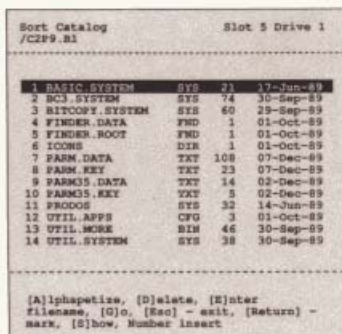 Sort Catalog Slot 5 Drive 1
/C2P9.B1
1 BASIC.SYSTEM SYS 21 17-Jun-89
2 BC3.SYSTEM SYS 74 30-Sep-89
3 BITCOPY.SYSTEM SYS 60 29-Sep-89
4 FINDER.DATA FND 1 01-Oct-89
5 FINDER.ROOT FND 1 01-Oct-89
6 ICONS DIR 1 01-Oct-89
7 PARM.DATA TXT 108 07-Dec-89
8 PARM.KEY TXT 23 07-Dec-89
9 PARM35.DATA TXT 14 02-Dec-89
10 PARM35.KEY TXT 5 02-Dec-89
11 PRODOS SYS 32 14-Jun-89
12 UTIL.APPS CFG 3 01-Oct-89
13 UTIL.MORE BIN 46 30-Sep-89
14 UTIL.SYSTEM SYS 38 30-Sep-89
[A]lphapetize, [D]elete, [E]nter
filename, [G]o, [Esc] - exit, [Return] -
mark, [S]how, Number insert